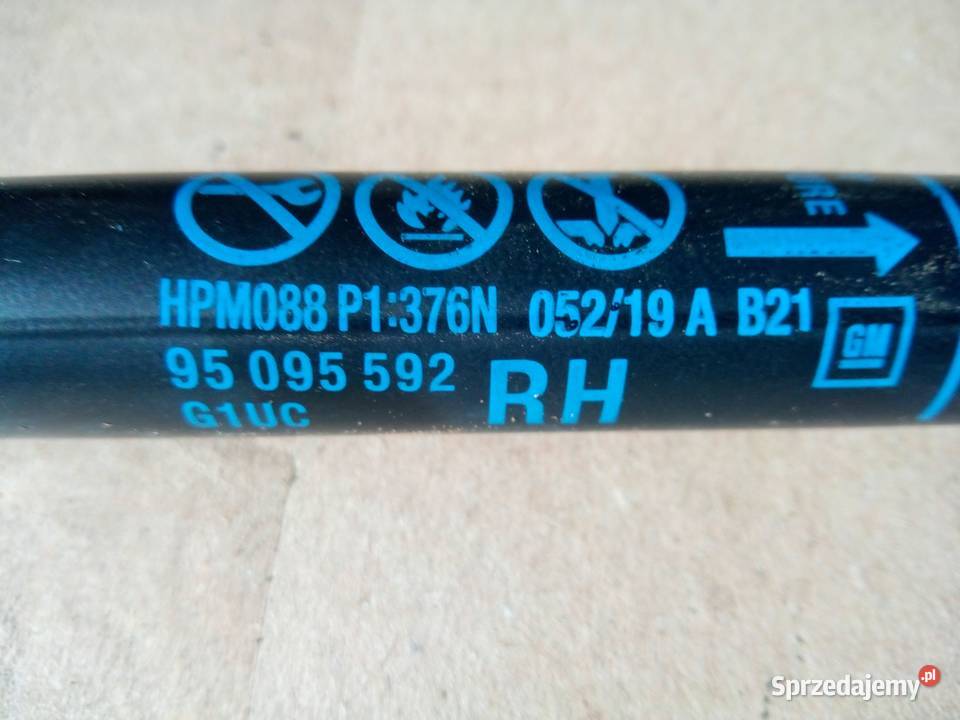 HPM088 P1:376N 052/19 A B21
GM
95 095 592 RH
G1UC
Sprzedajemy.pl